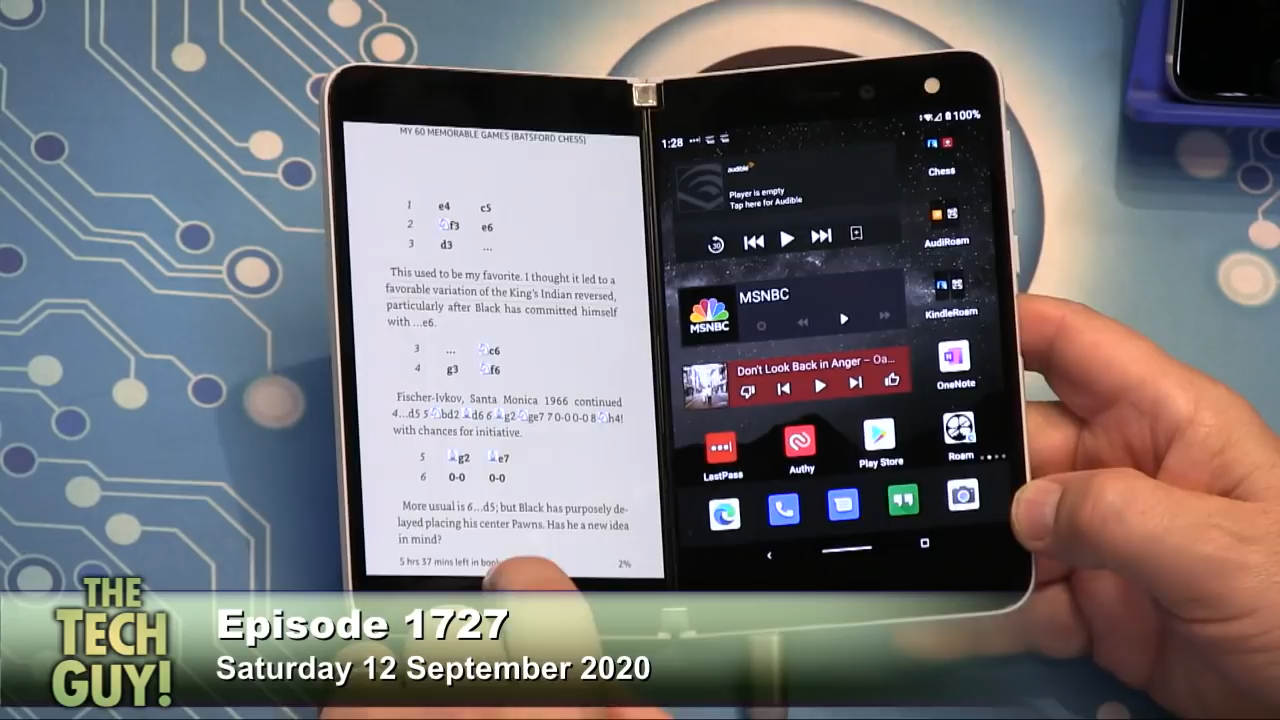 MY 60 MEMORABLE GAMES (BATSFORD CHESS)
1 e4 c5
2 ♘f3 e6
3 d3 ...
This used to be my favorite. I thought it led to a
favorable variation of the King's Indian reversed,
particularly after Black has committed himself
with ...e6.
3 ... ♘c6
4 g3 ♘f6
Fischer-Ivkov, Santa Monica 1966 continued
4...d5 5 ♘bd2 ♗d6 6 ♗g2 ♘ge7 7 0-0 0-0 8 ♘h4!
with chances for initiative.
5 ♗g2 ♗e7
6 0-0 0-0
More usual is 6...d5; but Black has purposely de-
layed placing his center Pawns. Has he a new idea
in mind?
5 hrs 37 mins left in book
2%
1:28
100%
audible
Player is empty
Tap here for Audible
30
Chess
AudiRoam
MSNBC
MSNBC
KindleRoam
Don't Look Back in Anger – Oa...
OneNote
LastPass
Authy
Play Store
Roam
THE
TECH
GUY!
Episode 1727
Saturday 12 September 2020